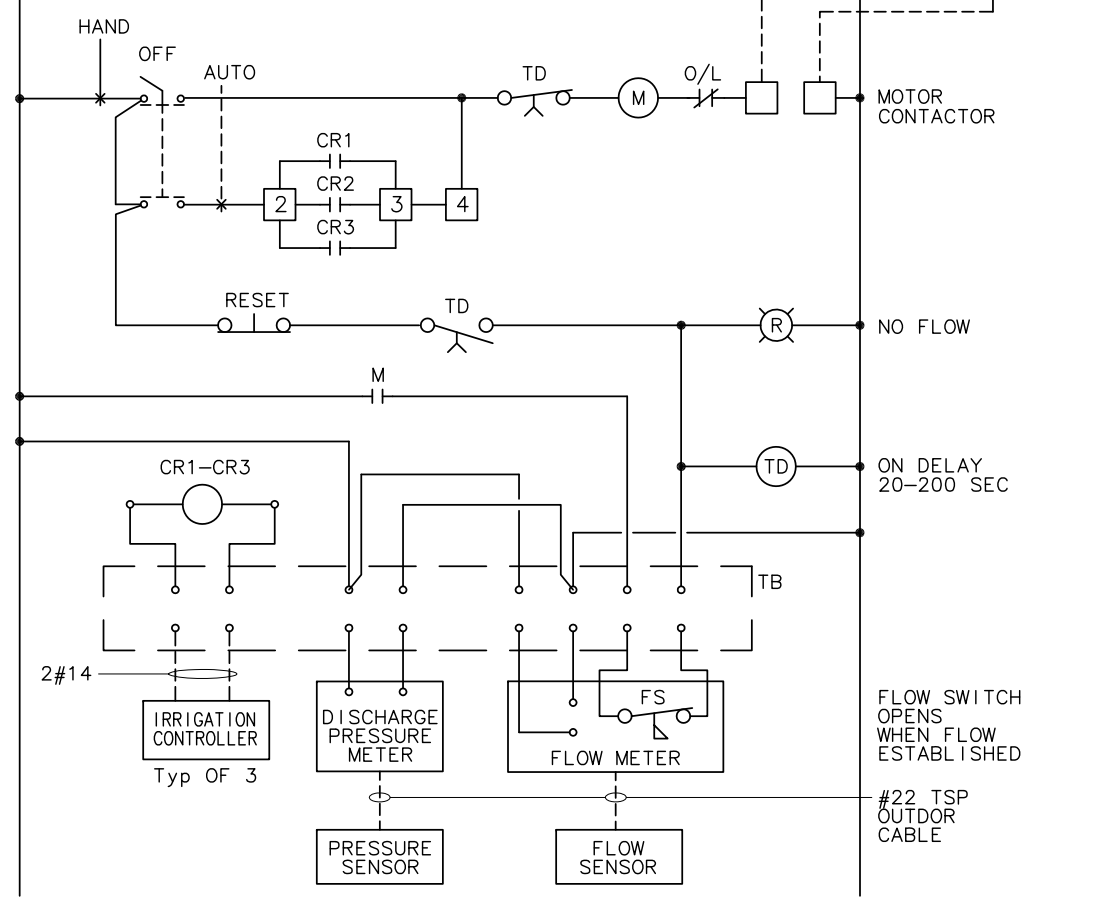 HAND
OFF
AUTO
TD
M
O/L
MOTOR
CONTACTOR
CR1
CR2
2
3
4
CR3
RESET
TD
R
NO FLOW
M
CR1-CR3
TD
ON DELAY
20-200 SEC
TB
2#14
IRRIGATION
CONTROLLER
Typ OF 3
DISCHARGE
PRESSURE
METER
FS
FLOW METER
FLOW SWITCH
OPENS
WHEN FLOW
ESTABLISHED
#22 TSP
OUTDOR
CABLE
PRESSURE
SENSOR
FLOW
SENSOR